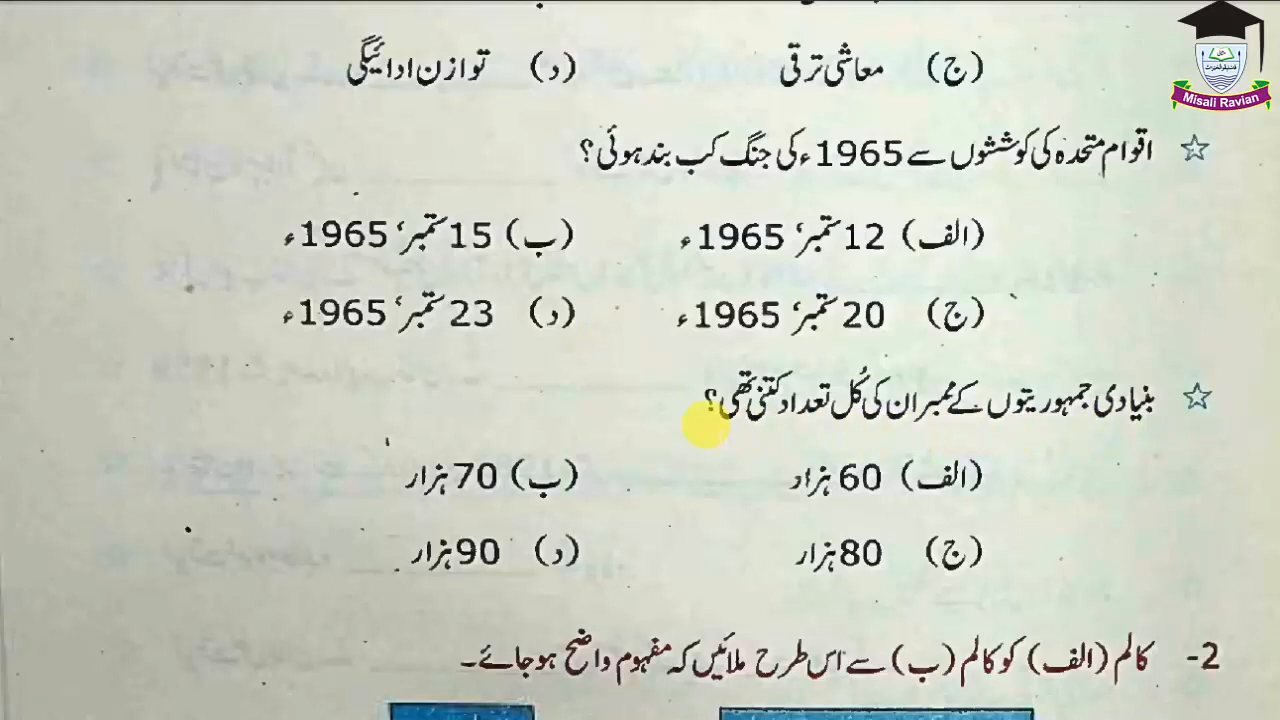 Misali Ravian
(ج) معاشی ترقی (د) توازن ادائیگی
☆ اقوام متحدہ کی کوششوں سے 1965ء کی جنگ کب بند ہوئی؟
(الف) 12 ستمبر، 1965ء (ب) 15 ستمبر، 1965ء
(ج) 20 ستمبر، 1965ء (د) 23 ستمبر، 1965ء
☆ بنیادی جمہوریتوں کے ممبران کی کُل تعداد کتنی تھی؟
(الف) 60 ہزار (ب) 70 ہزار
(ج) 80 ہزار (د) 90 ہزار
2- کالم (الف) کو کالم (ب) سے اس طرح ملائیں کہ مفہوم واضح ہو جائے۔